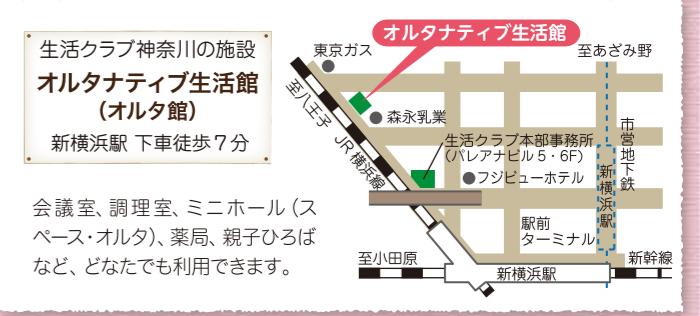 生活クラブ神奈川の施設
オルタナティブ生活館
（オルタ館）
新横浜駅 下車徒歩７分
会議室、調理室、ミニホール（ス
ペース・オルタ）、薬局、親子ひろば
など、どなたでも利用できます。
オルタナティブ生活館
東京ガス
至あざみ野
至八王子
JR横浜線
森永乳業
生活クラブ本部事務所
（パレアナビル５・６F）
フジビューホテル
市営地下鉄
新横浜駅
駅前
ターミナル
至小田原
新横浜駅
新幹線